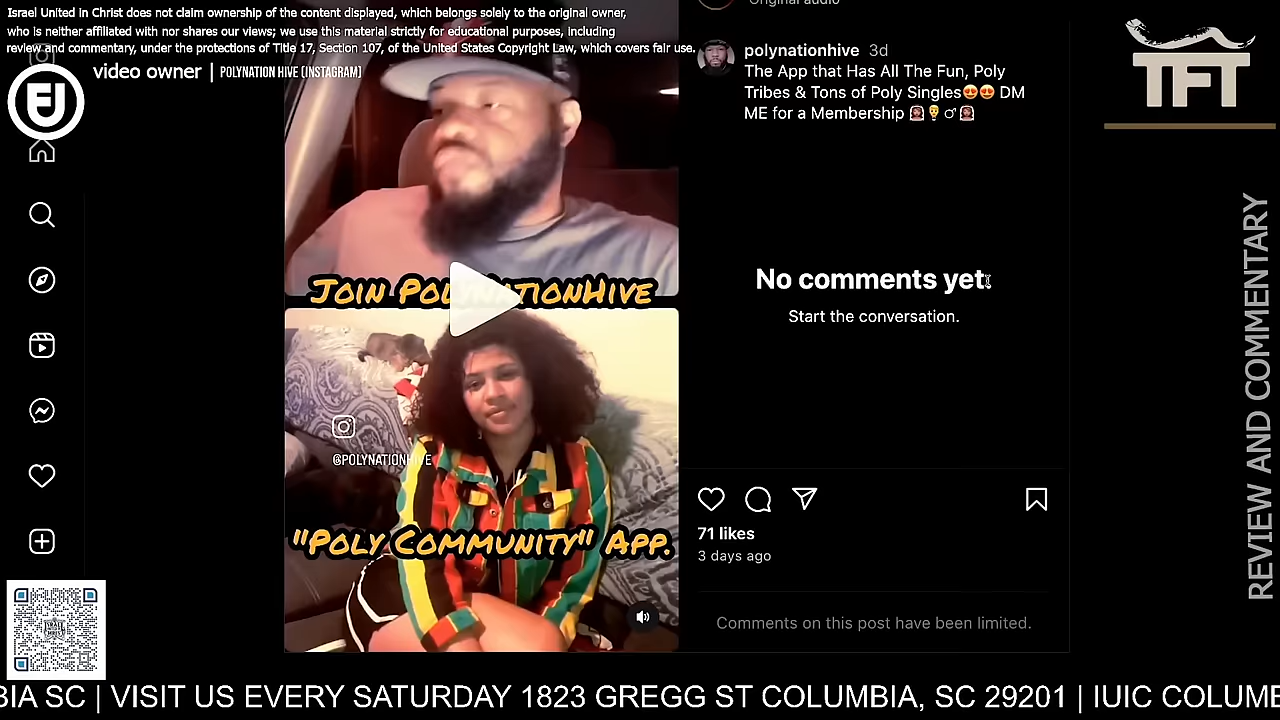 Israel United in Christ does not claim ownership of the content displayed, which belongs solely to the original owner,
who is neither affiliated with nor shares our views; we use this material strictly for educational purposes, including
review and commentary, under the protections of Title 17, Section 107, of the United States Copyright Law, which covers fair use.
video owner | POLYNATION HIVE (INSTAGRAM)
Original audio
polynationhive 3d
The App that Has All The Fun, Poly
Tribes & Tons of Poly Singles😍😍 DM
ME for a Membership
TFT
REVIEW AND COMMENTARY
JOIN POLYNATIONHIVE
@POLYNATIONHIVE
"POLY COMMUNITY" APP.
No comments yet.
Start the conversation.
71 likes
3 days ago
Comments on this post have been limited.
BIA SC | VISIT US EVERY SATURDAY 1823 GREGG ST COLUMBIA, SC 29201 | IUIC COLUMB